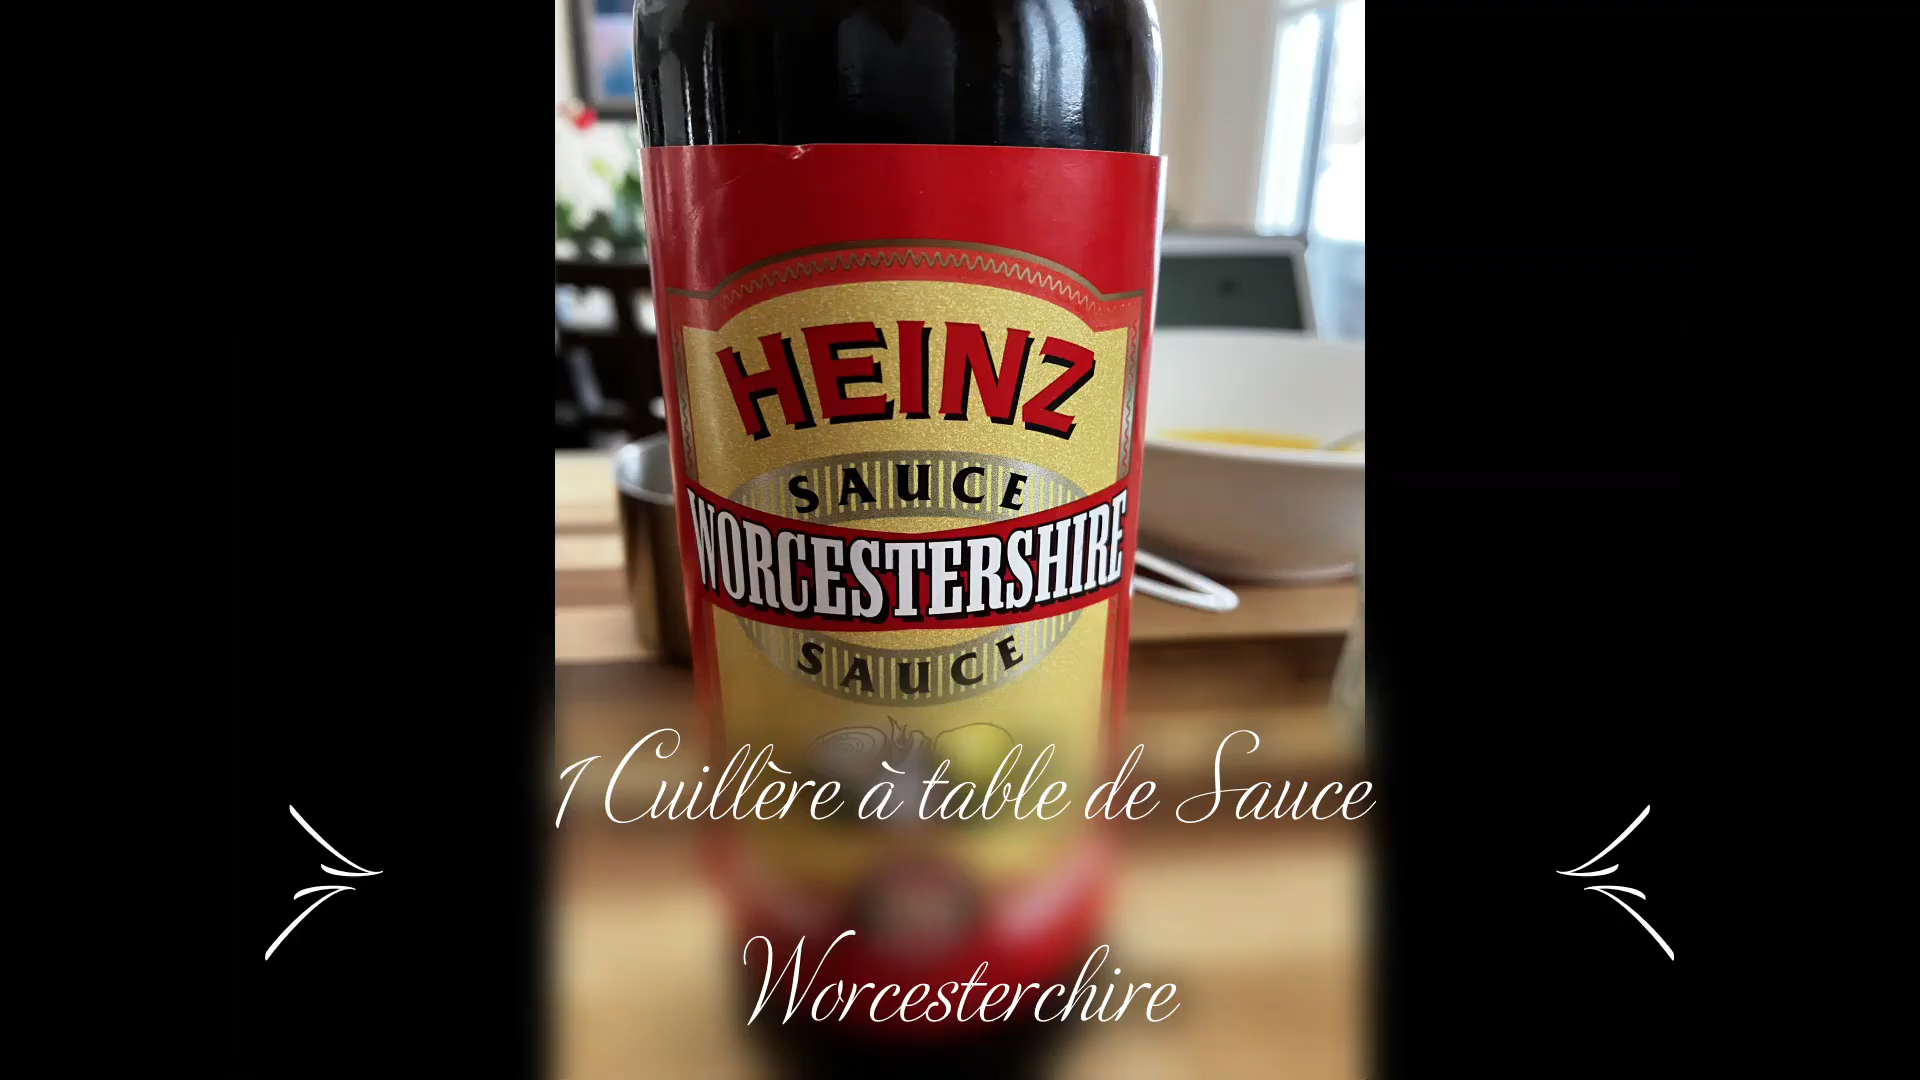 HEINZ
SAUCE
WORCESTERSHIRE
SAUCE
1 Cuillère à table de Sauce
Worcesterchire